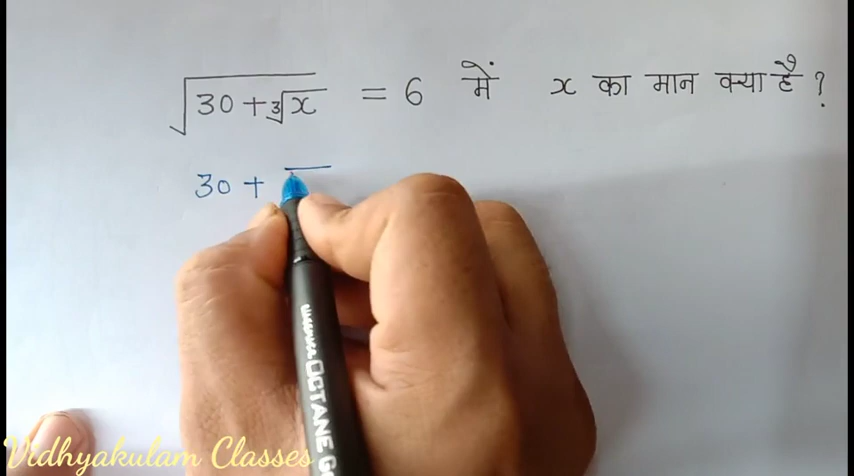 √(30 + ∛x) = 6 में x का मान क्या है ?
30 +
OCTANE G
Vidhyakulam Classes